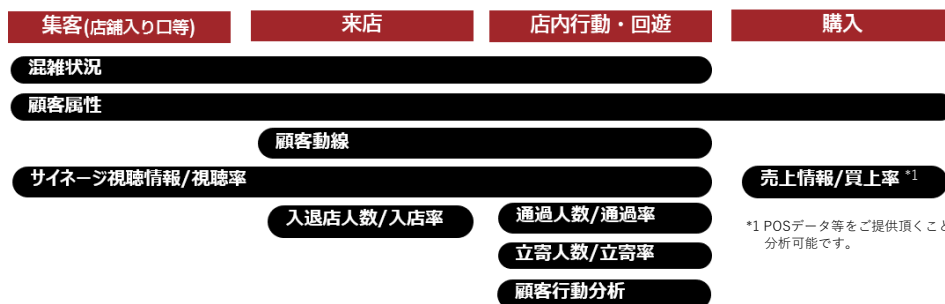 集客(店舗入り口等)
来店
店内行動・回遊
購入
混雑状況
顧客属性
顧客動線
サイネージ視聴情報/視聴率
売上情報/買上率 *1
入退店人数/入店率
通過人数/通過率
*1 POSデータ等をご提供頂くこと
分析可能です。
立寄人数/立寄率
顧客行動分析